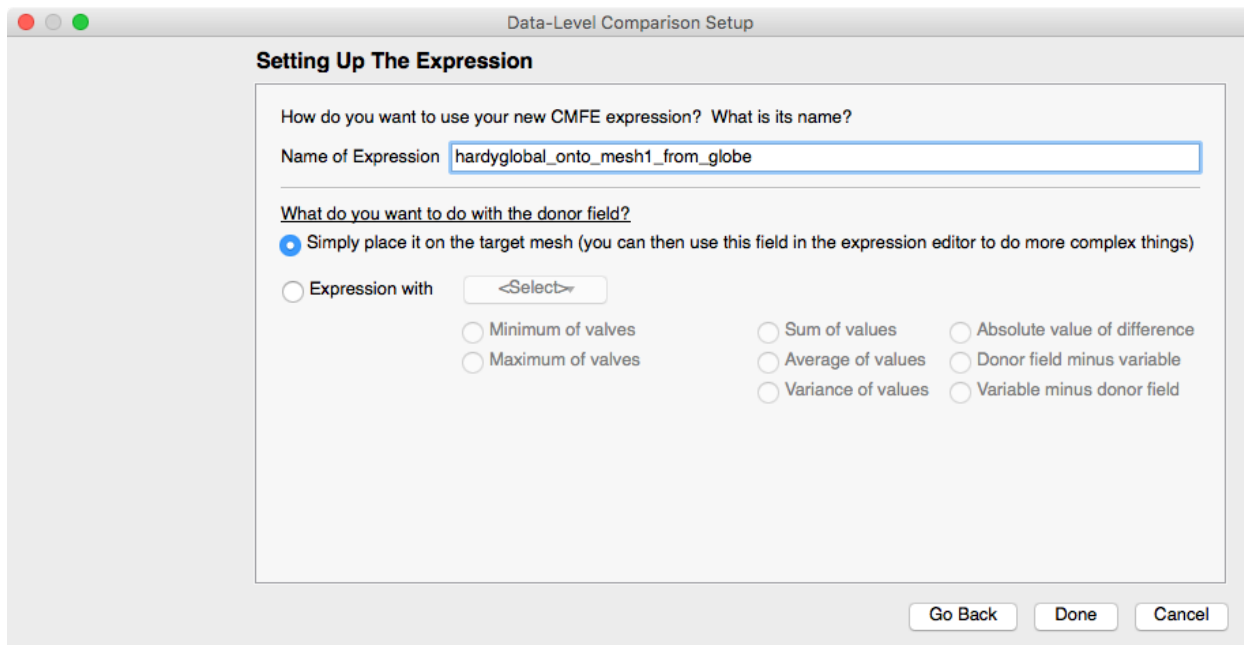 Data-Level Comparison Setup
Setting Up The Expression
How do you want to use your new CMFE expression? What is its name?
Name of Expression hardyglobal_onto_mesh1_from_globe
What do you want to do with the donor field?
Simply place it on the target mesh (you can then use this field in the expression editor to do more complex things)
Expression with <Select>
Minimum of valves Sum of values Absolute value of difference
Maximum of valves Average of values Donor field minus variable
Variance of values Variable minus donor field
Go Back Done Cancel